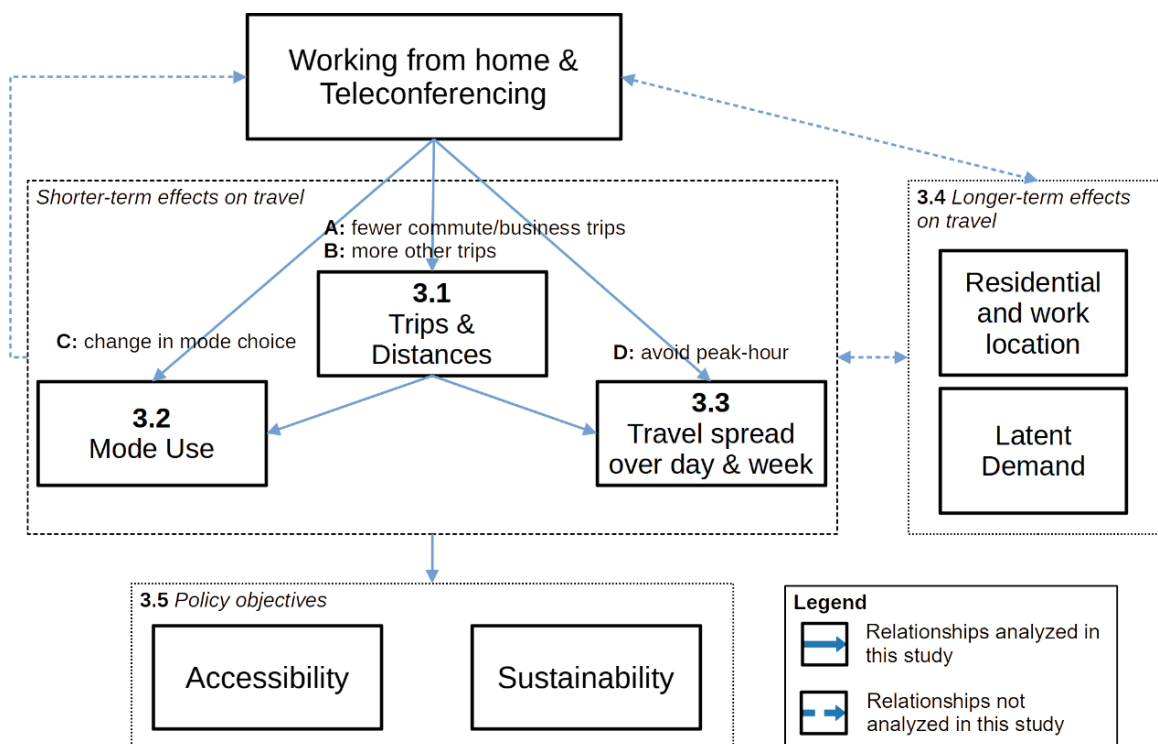 Working from home &
Teleconferencing
Shorter-term effects on travel
A: fewer commute/business trips
B: more other trips
3.1
Trips &
Distances
C: change in mode choice
D: avoid peak-hour
3.2
Mode Use
3.3
Travel spread
over day & week
3.4 Longer-term effects
on travel
Residential
and work
location
Latent
Demand
3.5 Policy objectives
Accessibility
Sustainability
Legend
Relationships analyzed in
this study
Relationships not
analyzed in this study